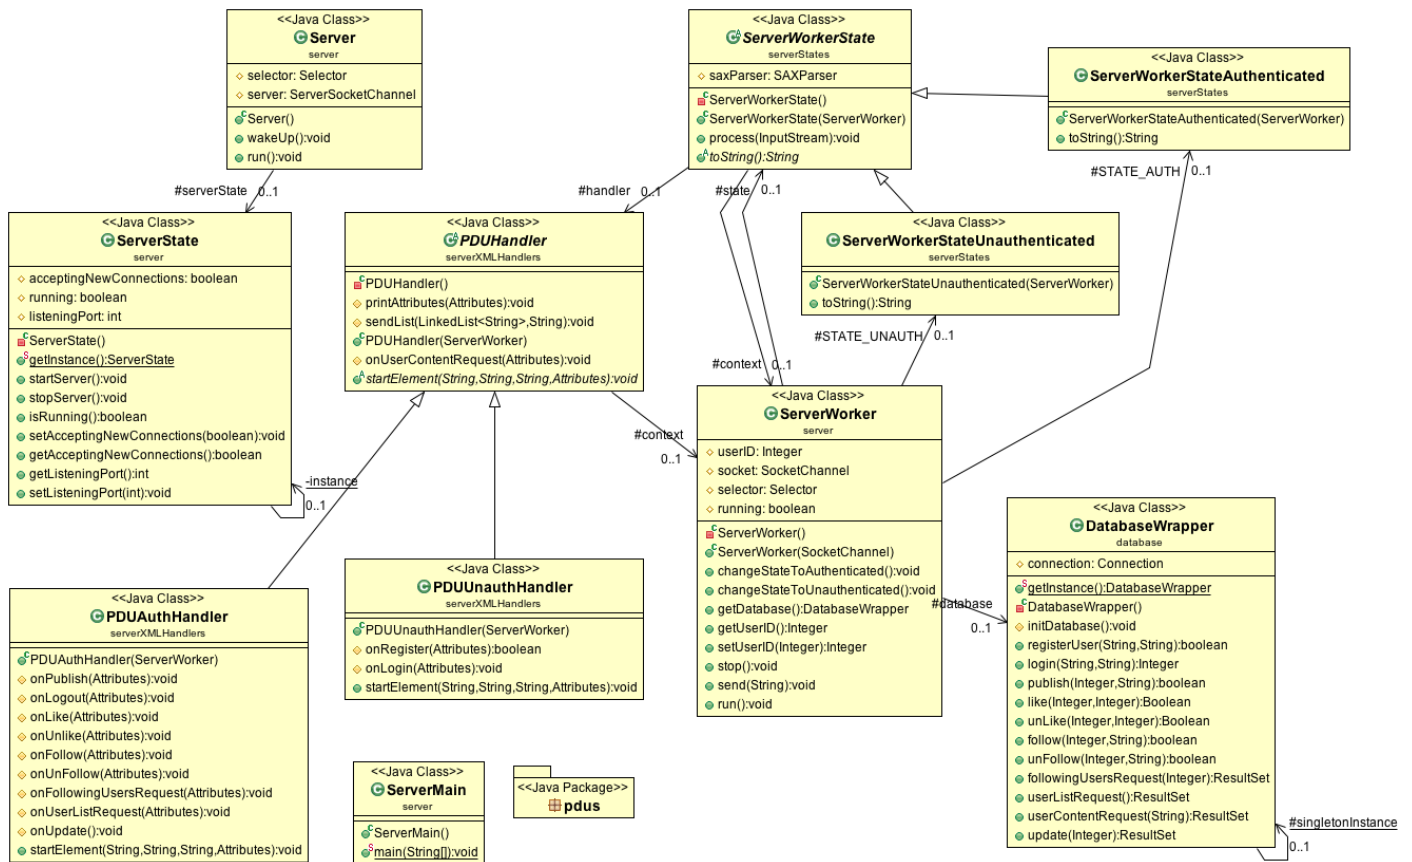 <<Java Class>>
Server
server
selector: Selector
server: ServerSocketChannel
Server()
wakeUp():void
run():void
#serverState
0..1
<<Java Class>>
ServerWorkerState
serverStates
saxParser: SAXParser
ServerWorkerState()
ServerWorkerState(ServerWorker)
process(InputStream):void
toString():String
<<Java Class>>
ServerWorkerStateAuthenticated
serverStates
ServerWorkerStateAuthenticated(ServerWorker)
toString():String
#handler
0..1
#state
0..1
#STATE_AUTH
0..1
<<Java Class>>
ServerState
server
acceptingNewConnections: boolean
running: boolean
listeningPort: int
ServerState()
getInstance():ServerState
startServer():void
stopServer():void
isRunning():boolean
setAcceptingNewConnections(boolean):void
getAcceptingNewConnections():boolean
getListeningPort():int
setListeningPort(int):void
-instance
0..1
<<Java Class>>
PDUHandler
serverXMLHandlers
PDUHandler()
printAttributes(Attributes):void
sendList(LinkedList<String>,String):void
PDUHandler(ServerWorker)
onUserContentRequest(Attributes):void
startElement(String,String,String,Attributes):void
<<Java Class>>
ServerWorkerStateUnauthenticated
serverStates
ServerWorkerStateUnauthenticated(ServerWorker)
toString():String
#STATE_UNAUTH
0..1
#context
0..1
#context
0..1
<<Java Class>>
ServerWorker
server
userID: Integer
socket: SocketChannel
selector: Selector
running: boolean
ServerWorker()
ServerWorker(SocketChannel)
changeStateToAuthenticated():void
changeStateToUnauthenticated():void
getDatabase():DatabaseWrapper
getUserID():Integer
setUserID(Integer):Integer
stop():void
send(String):void
run():void
#database
0..1
<<Java Class>>
DatabaseWrapper
database
connection: Connection
getInstance():DatabaseWrapper
DatabaseWrapper()
initDatabase():void
registerUser(String,String):boolean
login(String,String):Integer
publish(Integer,String):boolean
like(Integer,Integer):Boolean
unLike(Integer,Integer):Boolean
follow(Integer,String):boolean
unFollow(Integer,String):boolean
followingUsersRequest(Integer):ResultSet
userListRequest():ResultSet
userContentRequest(String):ResultSet
update(Integer):ResultSet
#singletonInstance
0..1
<<Java Class>>
PDUAuthHandler
serverXMLHandlers
PDUAuthHandler(ServerWorker)
onPublish(Attributes):void
onLogout(Attributes):void
onLike(Attributes):void
onUnlike(Attributes):void
onFollow(Attributes):void
onUnFollow(Attributes):void
onFollowingUsersRequest(Attributes):void
onUserListRequest(Attributes):void
onUpdate():void
startElement(String,String,String,Attributes):void
<<Java Class>>
PDUUnauthHandler
serverXMLHandlers
PDUUnauthHandler(ServerWorker)
onRegister(Attributes):boolean
onLogin(Attributes):void
startElement(String,String,String,Attributes):void
<<Java Class>>
ServerMain
server
ServerMain()
main(String[]):void
<<Java Package>>
pdus